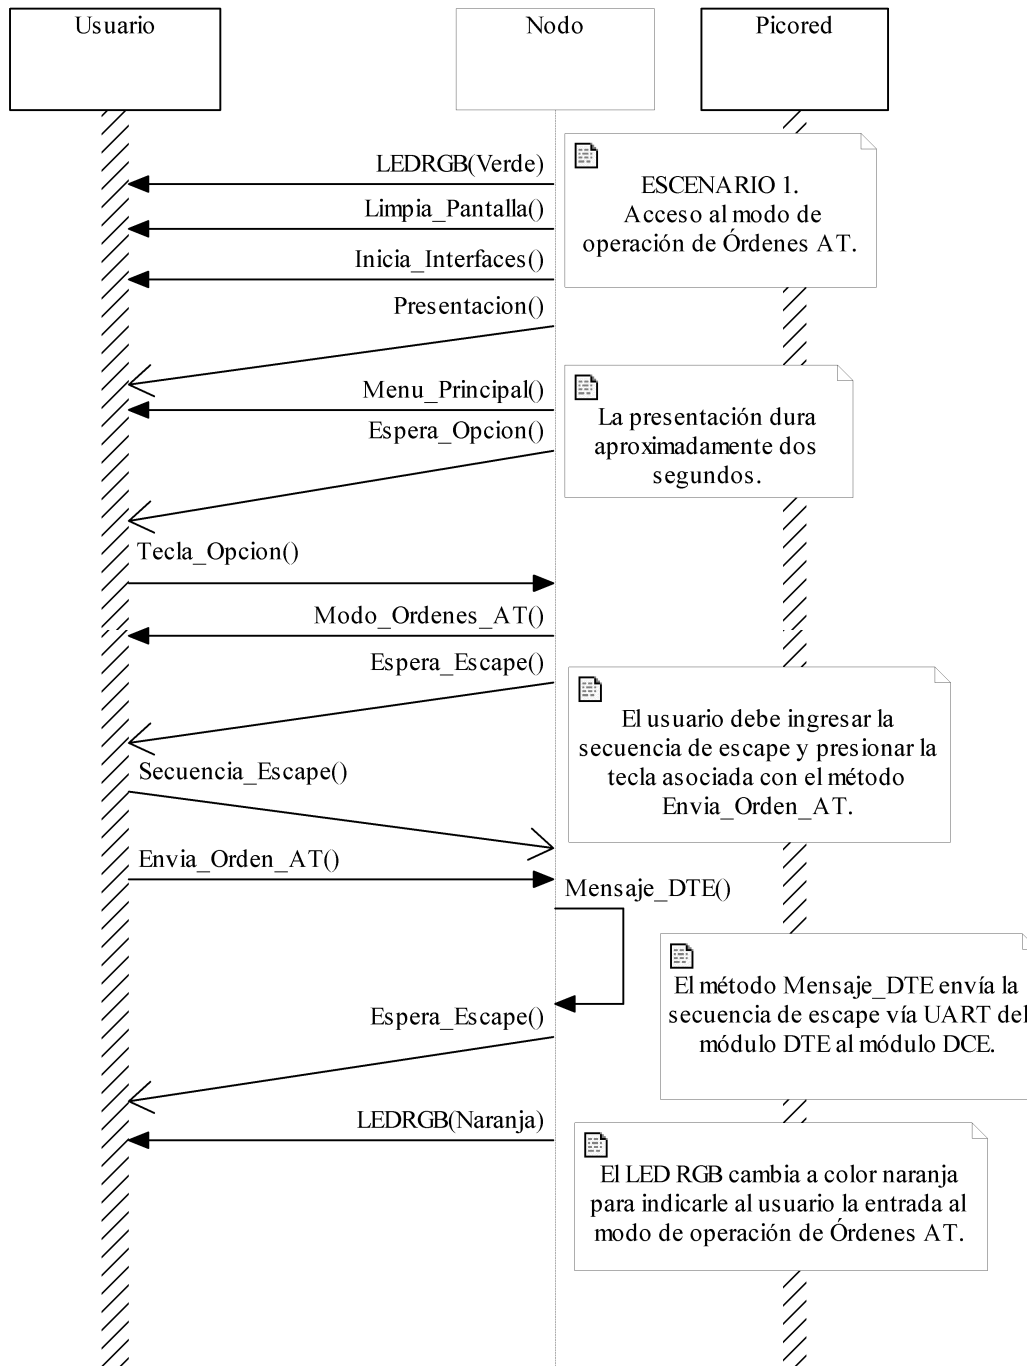 Usuario
Nodo
Picored
LEDRGB(Verde)
ESCENARIO 1.
Acceso al modo de
operación de Órdenes AT.
Limpia_Pantalla()
Inicia_Interfaces()
Presentacion()
Menu_Principal()
La presentación dura
aproximadamente dos
segundos.
Espera_Opcion()
Tecla_Opcion()
Modo_Ordenes_AT()
Espera_Escape()
El usuario debe ingresar la
secuencia de escape y presionar la
tecla asociada con el método
Envia_Orden_AT.
Secuencia_Escape()
Envia_Orden_AT()
Mensaje_DTE()
El método Mensaje_DTE envía la
secuencia de escape vía UART del
módulo DTE al módulo DCE.
Espera_Escape()
LEDRGB(Naranja)
El LED RGB cambia a color naranja
para indicarle al usuario la entrada al
modo de operación de Órdenes AT.